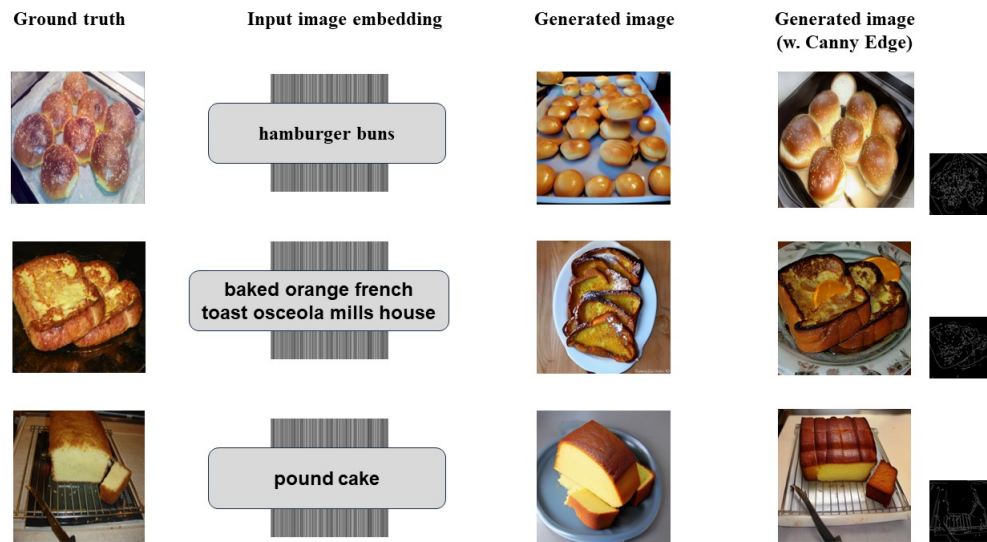 Ground truth
Input image embedding
Generated image
Generated image
(w. Canny Edge)
hamburger buns
baked orange french
toast osceola mills house
pound cake